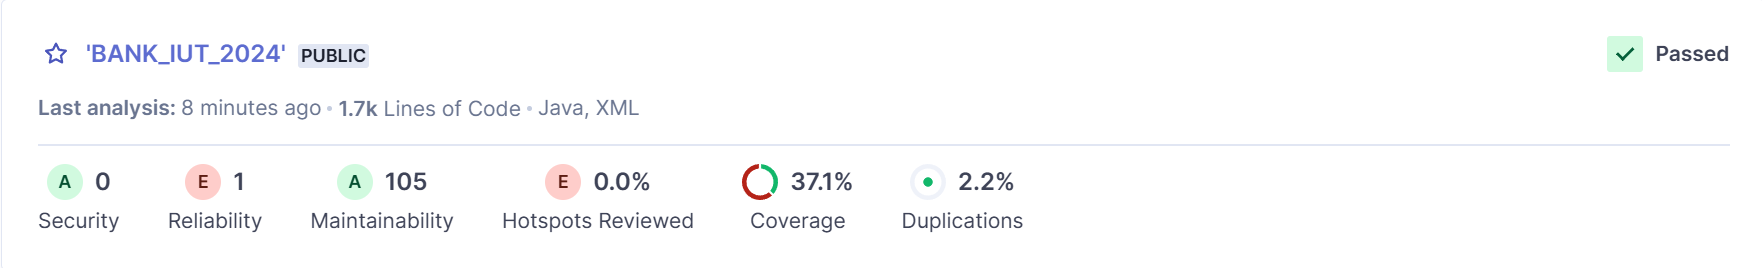 'BANK_IUT_2024' PUBLIC Passed
Last analysis: 8 minutes ago • 1.7k Lines of Code • Java, XML
A 0 E 1 A 105 E 0.0% 37.1% 2.2%
Security Reliability Maintainability Hotspots Reviewed Coverage Duplications